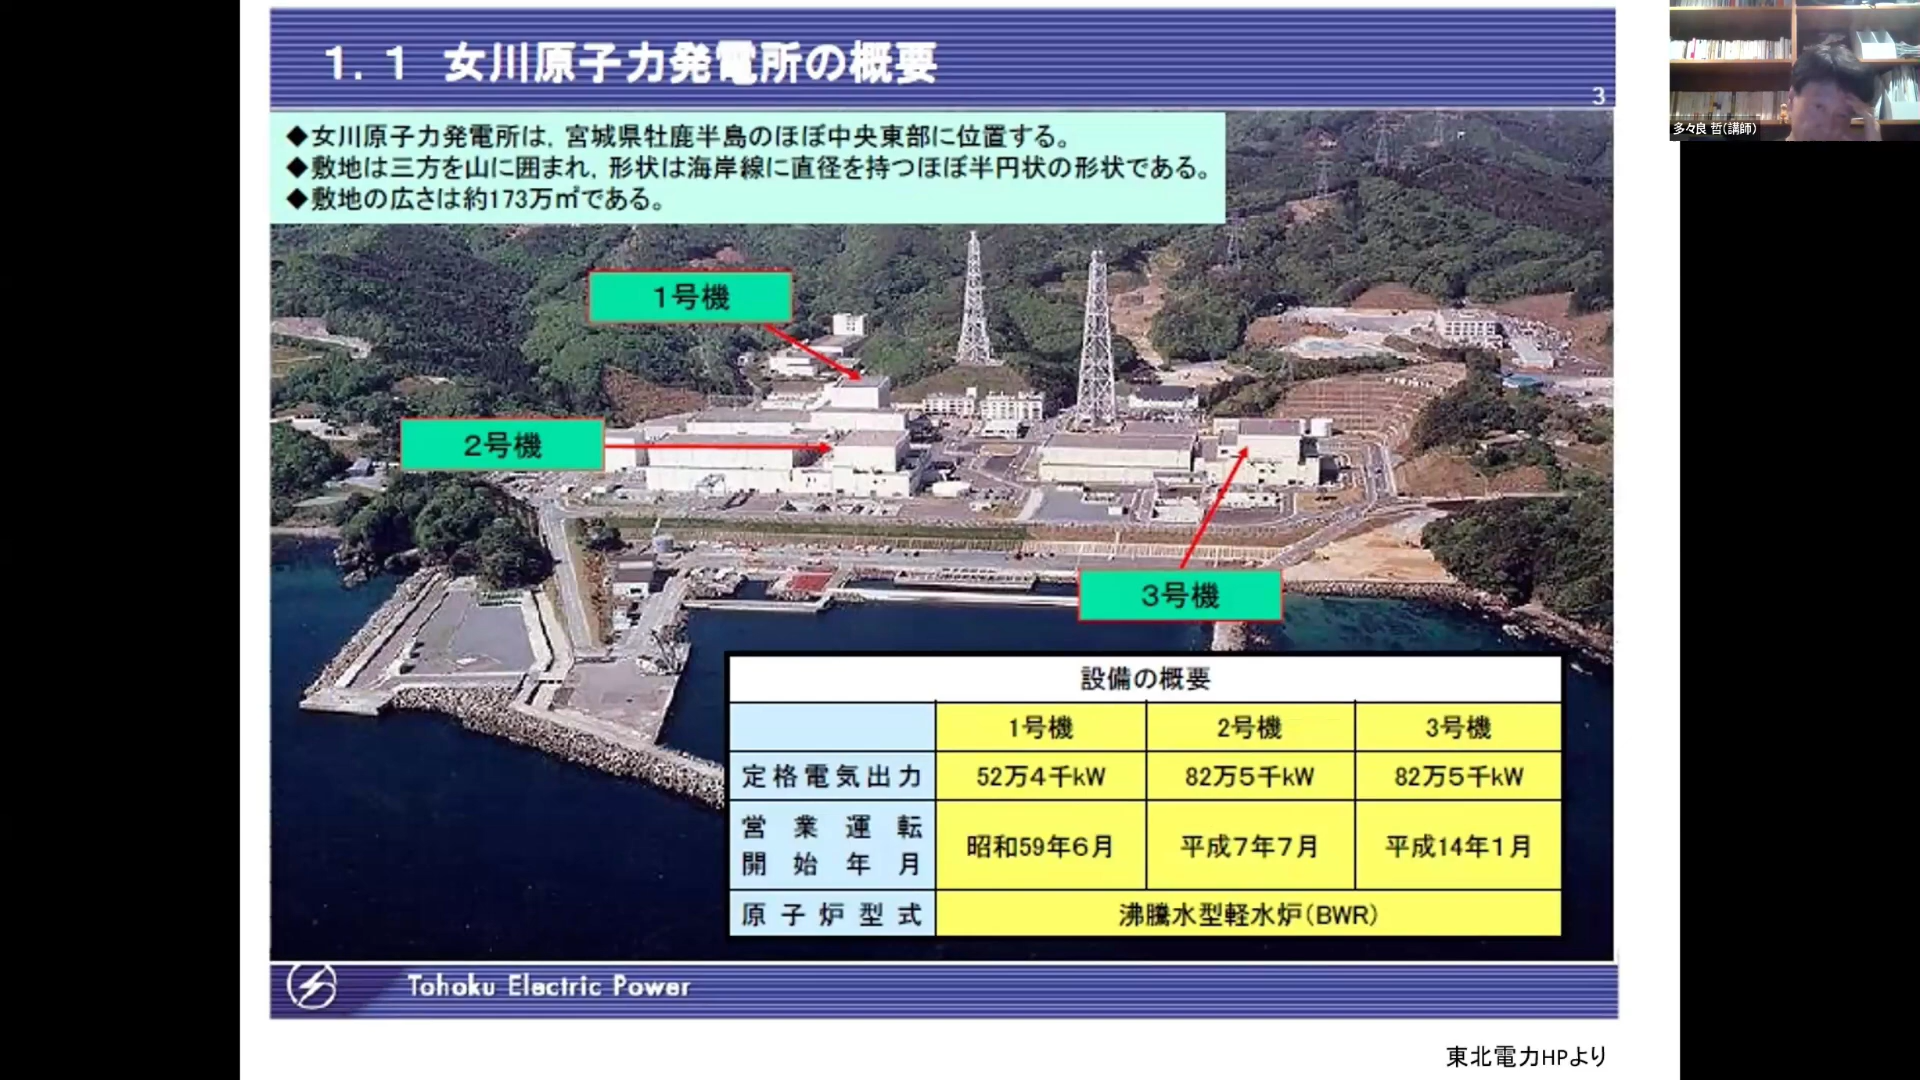 1.1 女川原子力発電所の概要
3
多々良 哲(講師)
◆女川原子力発電所は，宮城県牡鹿半島のほぼ中央東部に位置する。
◆敷地は三方を山に囲まれ，形状は海岸線に直径を持つほぼ半円状の形状である。
◆敷地の広さは約173万㎡である。
1号機
2号機
3号機
設備の概要
1号機 2号機 3号機
定格電気出力 52万4千kW 82万5千kW 82万5千kW
営業運転
開始年月 昭和59年6月 平成7年7月 平成14年1月
原子炉型式 沸騰水型軽水炉（BWR）
Tohoku Electric Power
東北電力HPより